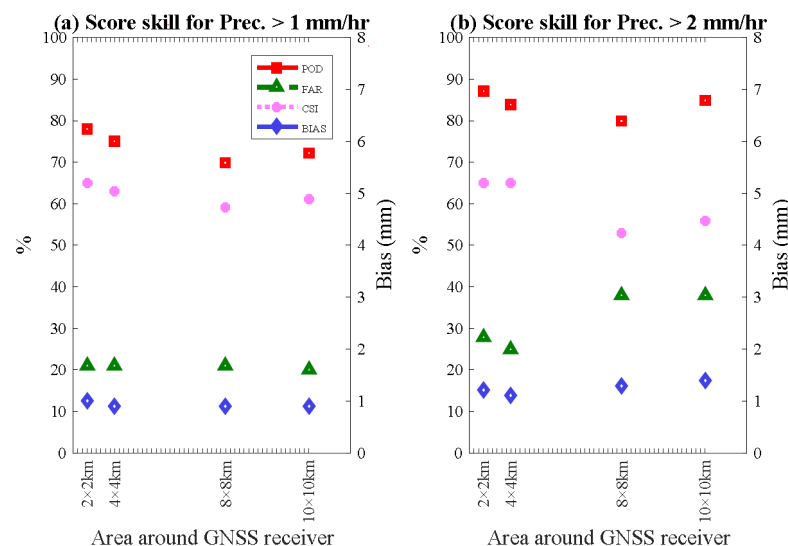 (a) Score skill for Prec. > 1 mm/hr
(b) Score skill for Prec. > 2 mm/hr
100
90
80
70
60
50
40
30
20
10
0
%
8
7
6
5
4
3
2
1
0
Bias (mm)
POD
FAR
CSI
BIAS
2×2km
4×4km
8×8km
10×10km
Area around GNSS receiver
100
90
80
70
60
50
40
30
20
10
0
%
8
7
6
5
4
3
2
1
0
Bias (mm)
2×2km
4×4km
8×8km
10×10km
Area around GNSS receiver